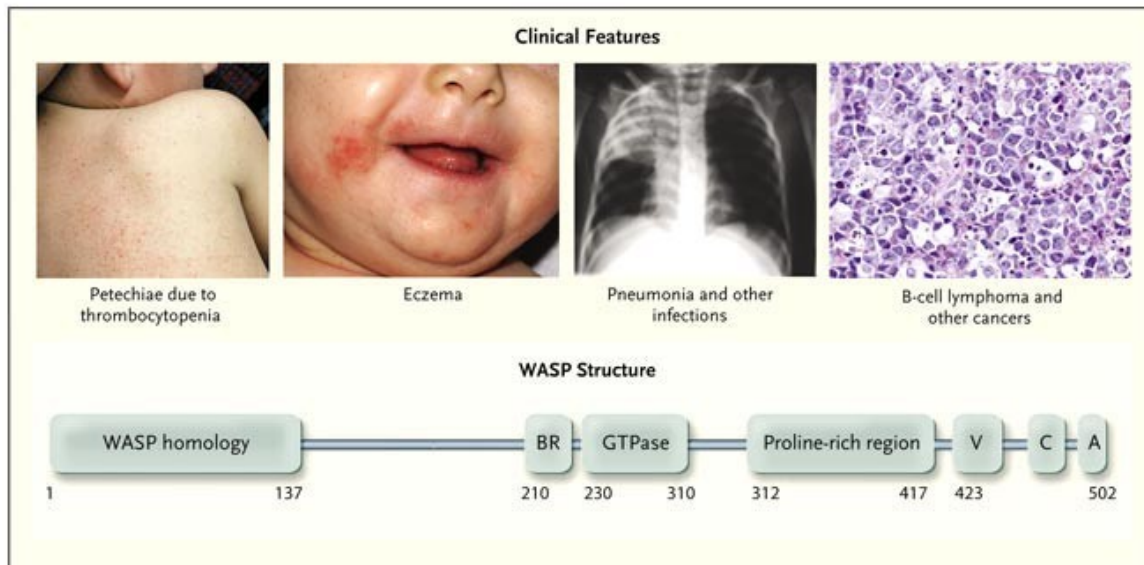 Clinical Features
Petechiae due to
thrombocytopenia
Eczema
Pneumonia and other
infections
B-cell lymphoma and
other cancers
WASP Structure
WASP homology
BR
GTPase
Proline-rich region
V
C
A
1
137
210
230
310
312
417
423
502